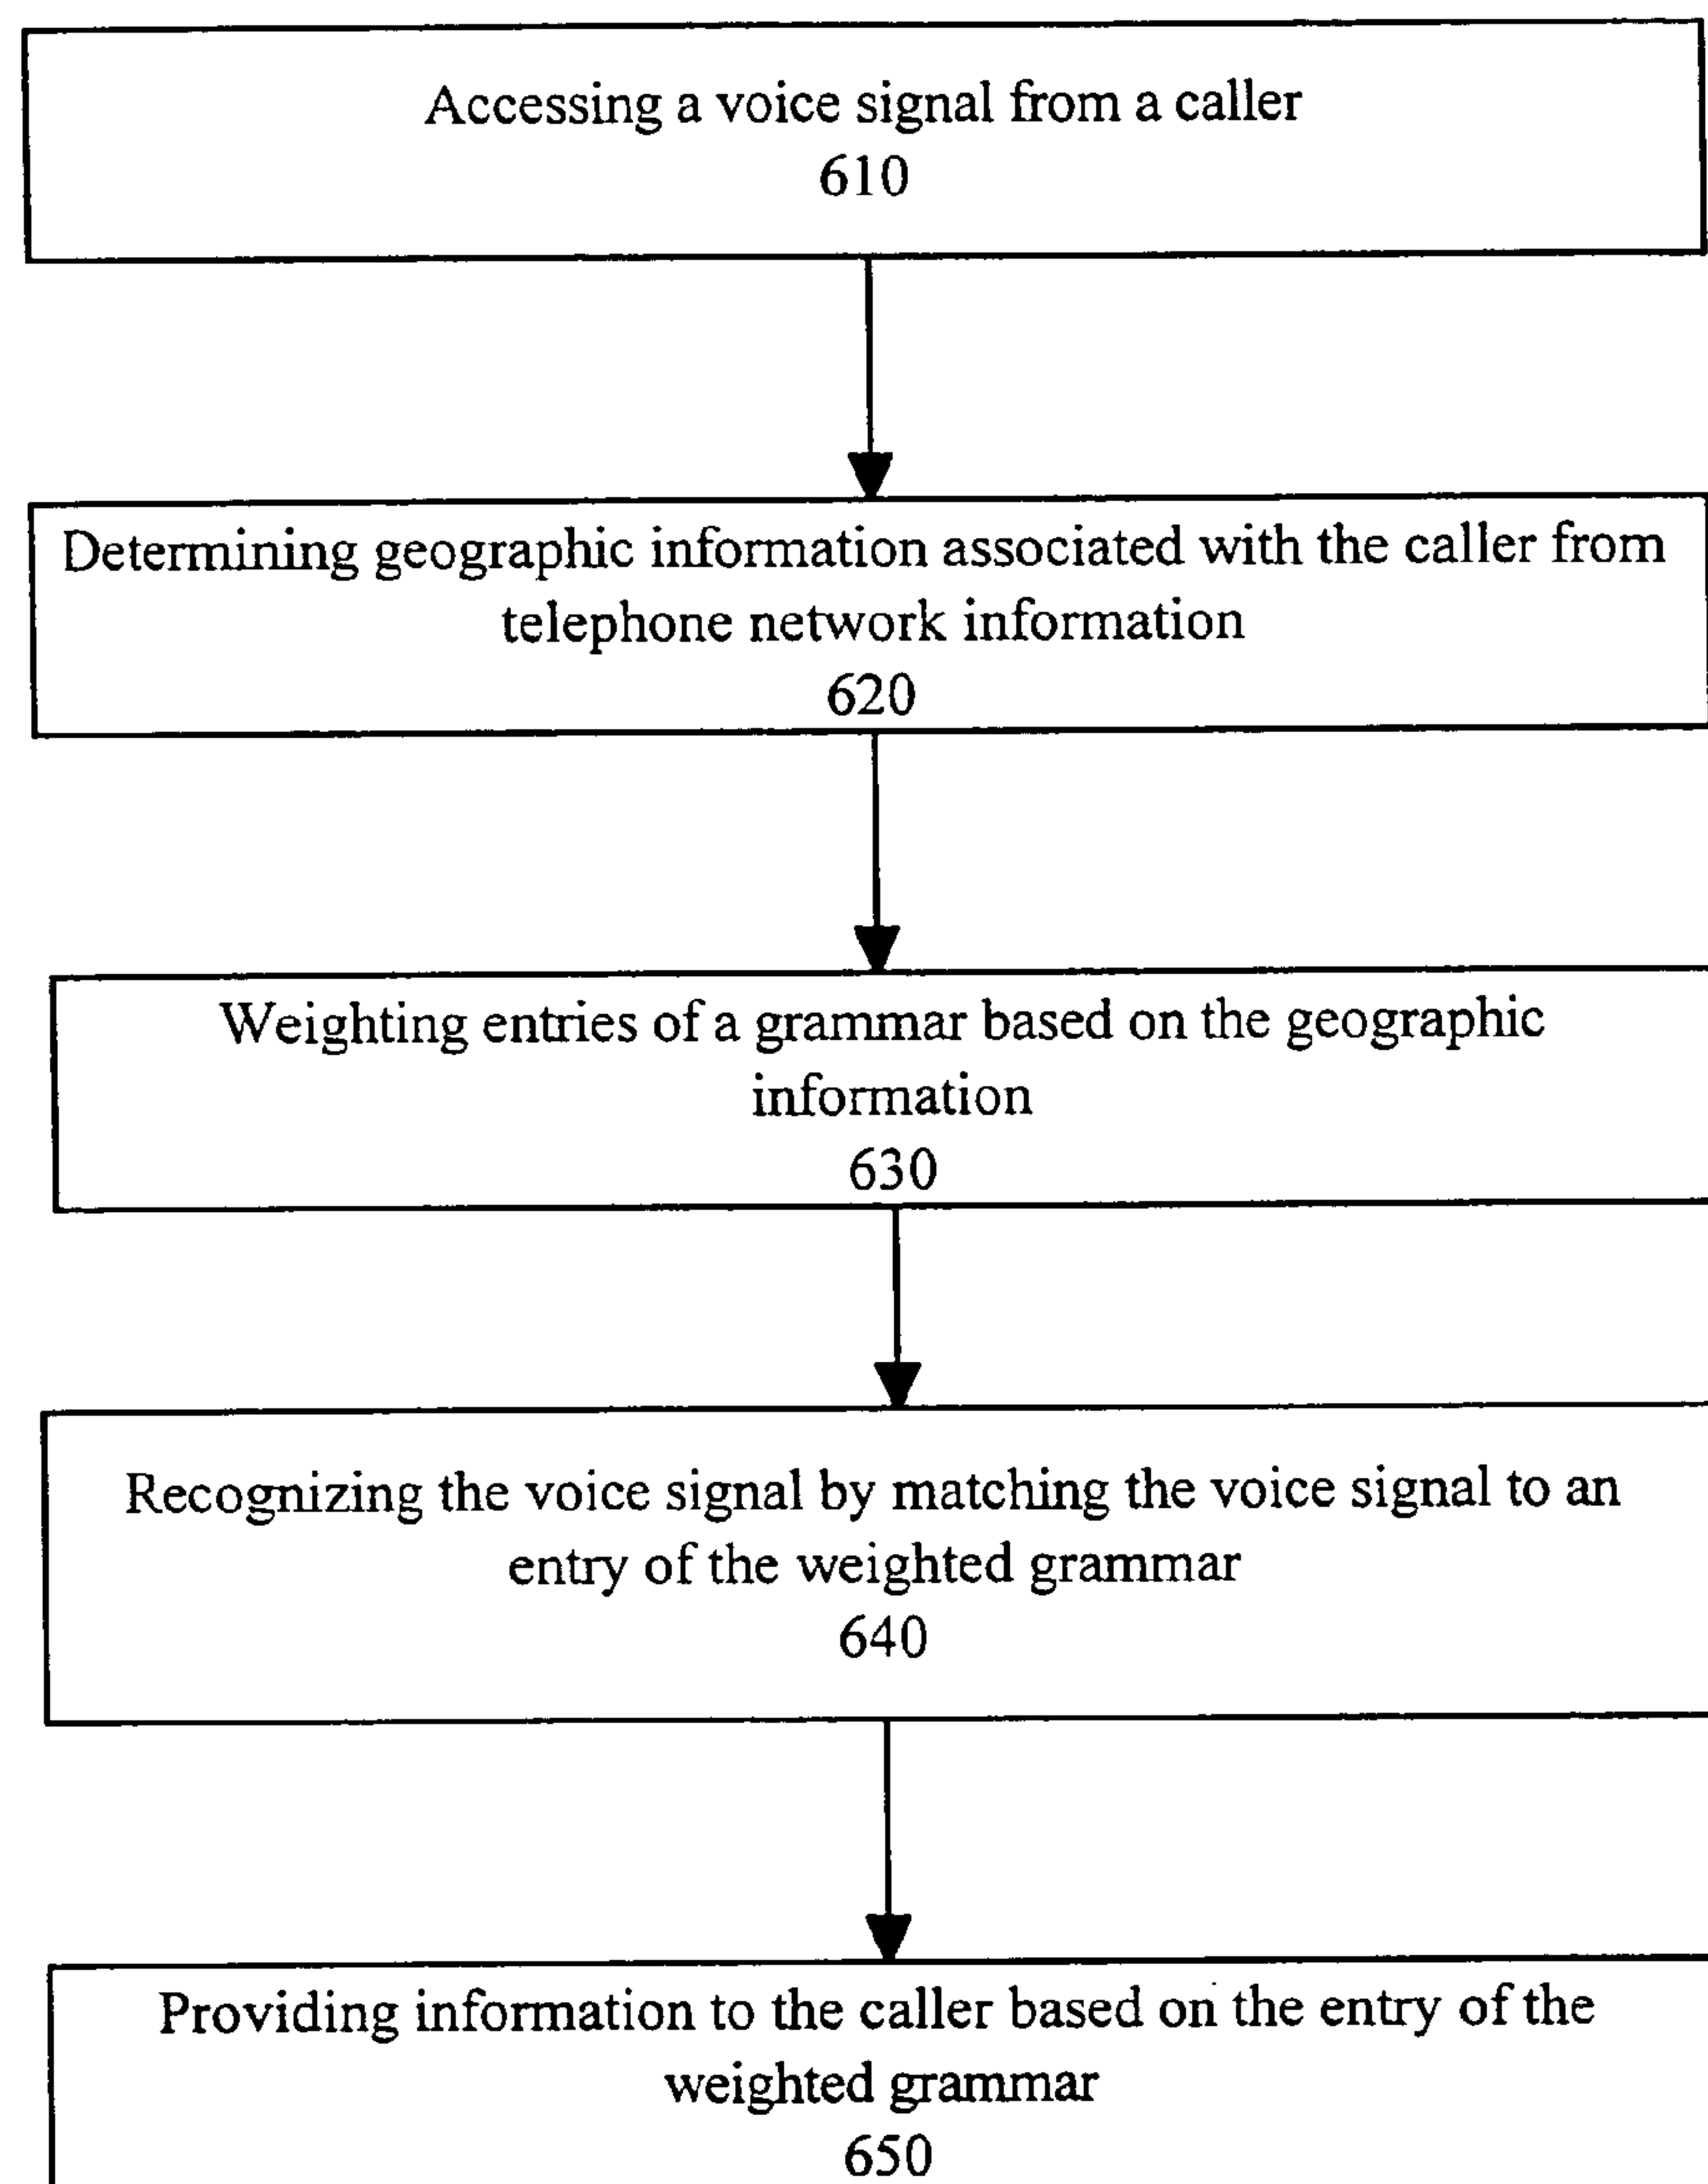 Accessing a voice signal from a caller
610
Determining geographic information associated with the caller from
telephone network information
620
Weighting entries of a grammar based on the geographic
information
630
Recognizing the voice signal by matching the voice signal to an
entry of the weighted grammar
640
Providing information to the caller based on the entry of the
weighted grammar
650